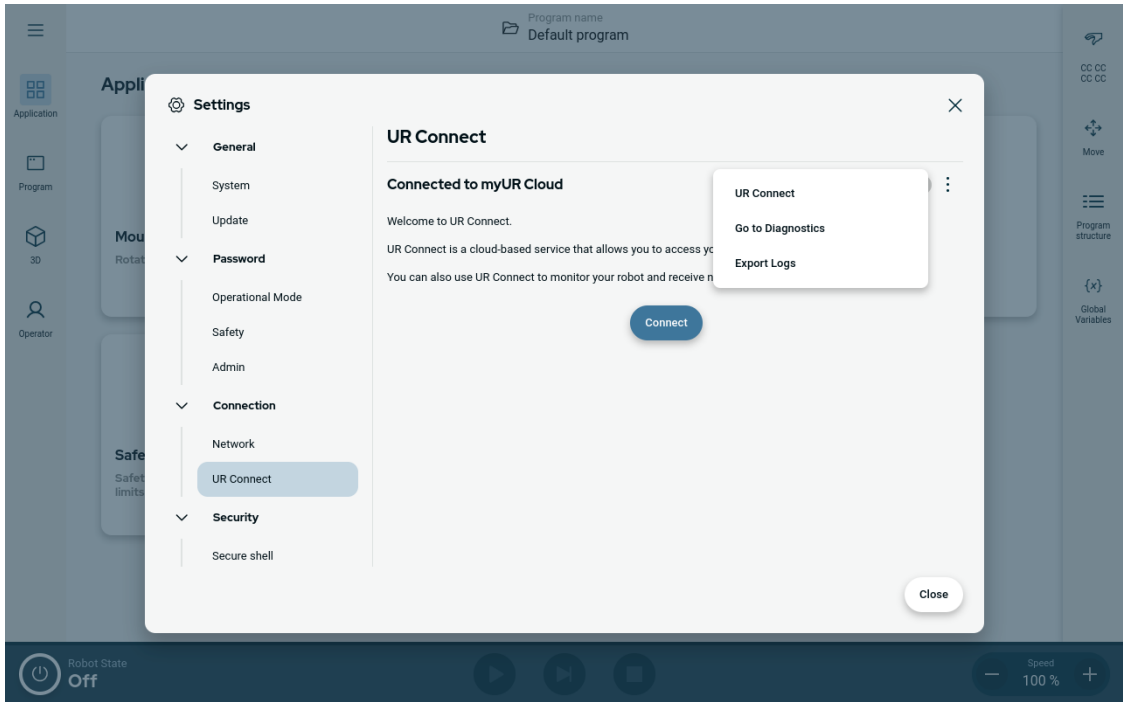 Program name
Default program
Application
Program
3D
Operator
Appli
Mou
Rotat
Safe
Safet
limits
Settings
General
System
Update
Password
Operational Mode
Safety
Admin
Connection
Network
UR Connect
Security
Secure shell
UR Connect
Connected to myUR Cloud
Welcome to UR Connect.
UR Connect is a cloud-based service that allows you to access yo
You can also use UR Connect to monitor your robot and receive n
Connect
UR Connect
Go to Diagnostics
Export Logs
Close
CC CC
CC CC
Move
Program
structure
{x}
Global
Variables
Robot State
Off
Speed
100 %